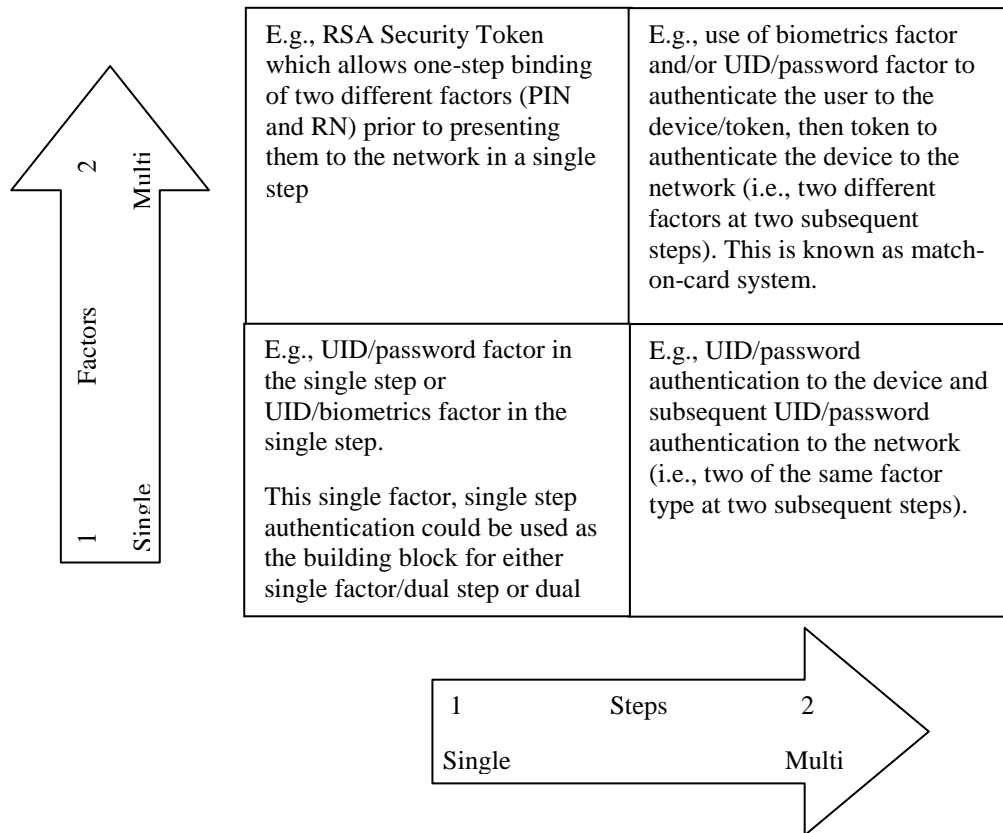 E.g., RSA Security Token
which allows one-step binding
of two different factors (PIN
and RN) prior to presenting
them to the network in a single
step
E.g., use of biometrics factor
and/or UID/password factor to
authenticate the user to the
device/token, then token to
authenticate the device to the
network (i.e., two different
factors at two subsequent
steps). This is known as match-
on-card system.
2
Multi
Factors
1
Single
E.g., UID/password factor in
the single step or
UID/biometrics factor in the
single step.
This single factor, single step
authentication could be used as
the building block for either
single factor/dual step or dual
E.g., UID/password
authentication to the device and
subsequent UID/password
authentication to the network
(i.e., two of the same factor
type at two subsequent steps).
1 Steps 2
Single Multi